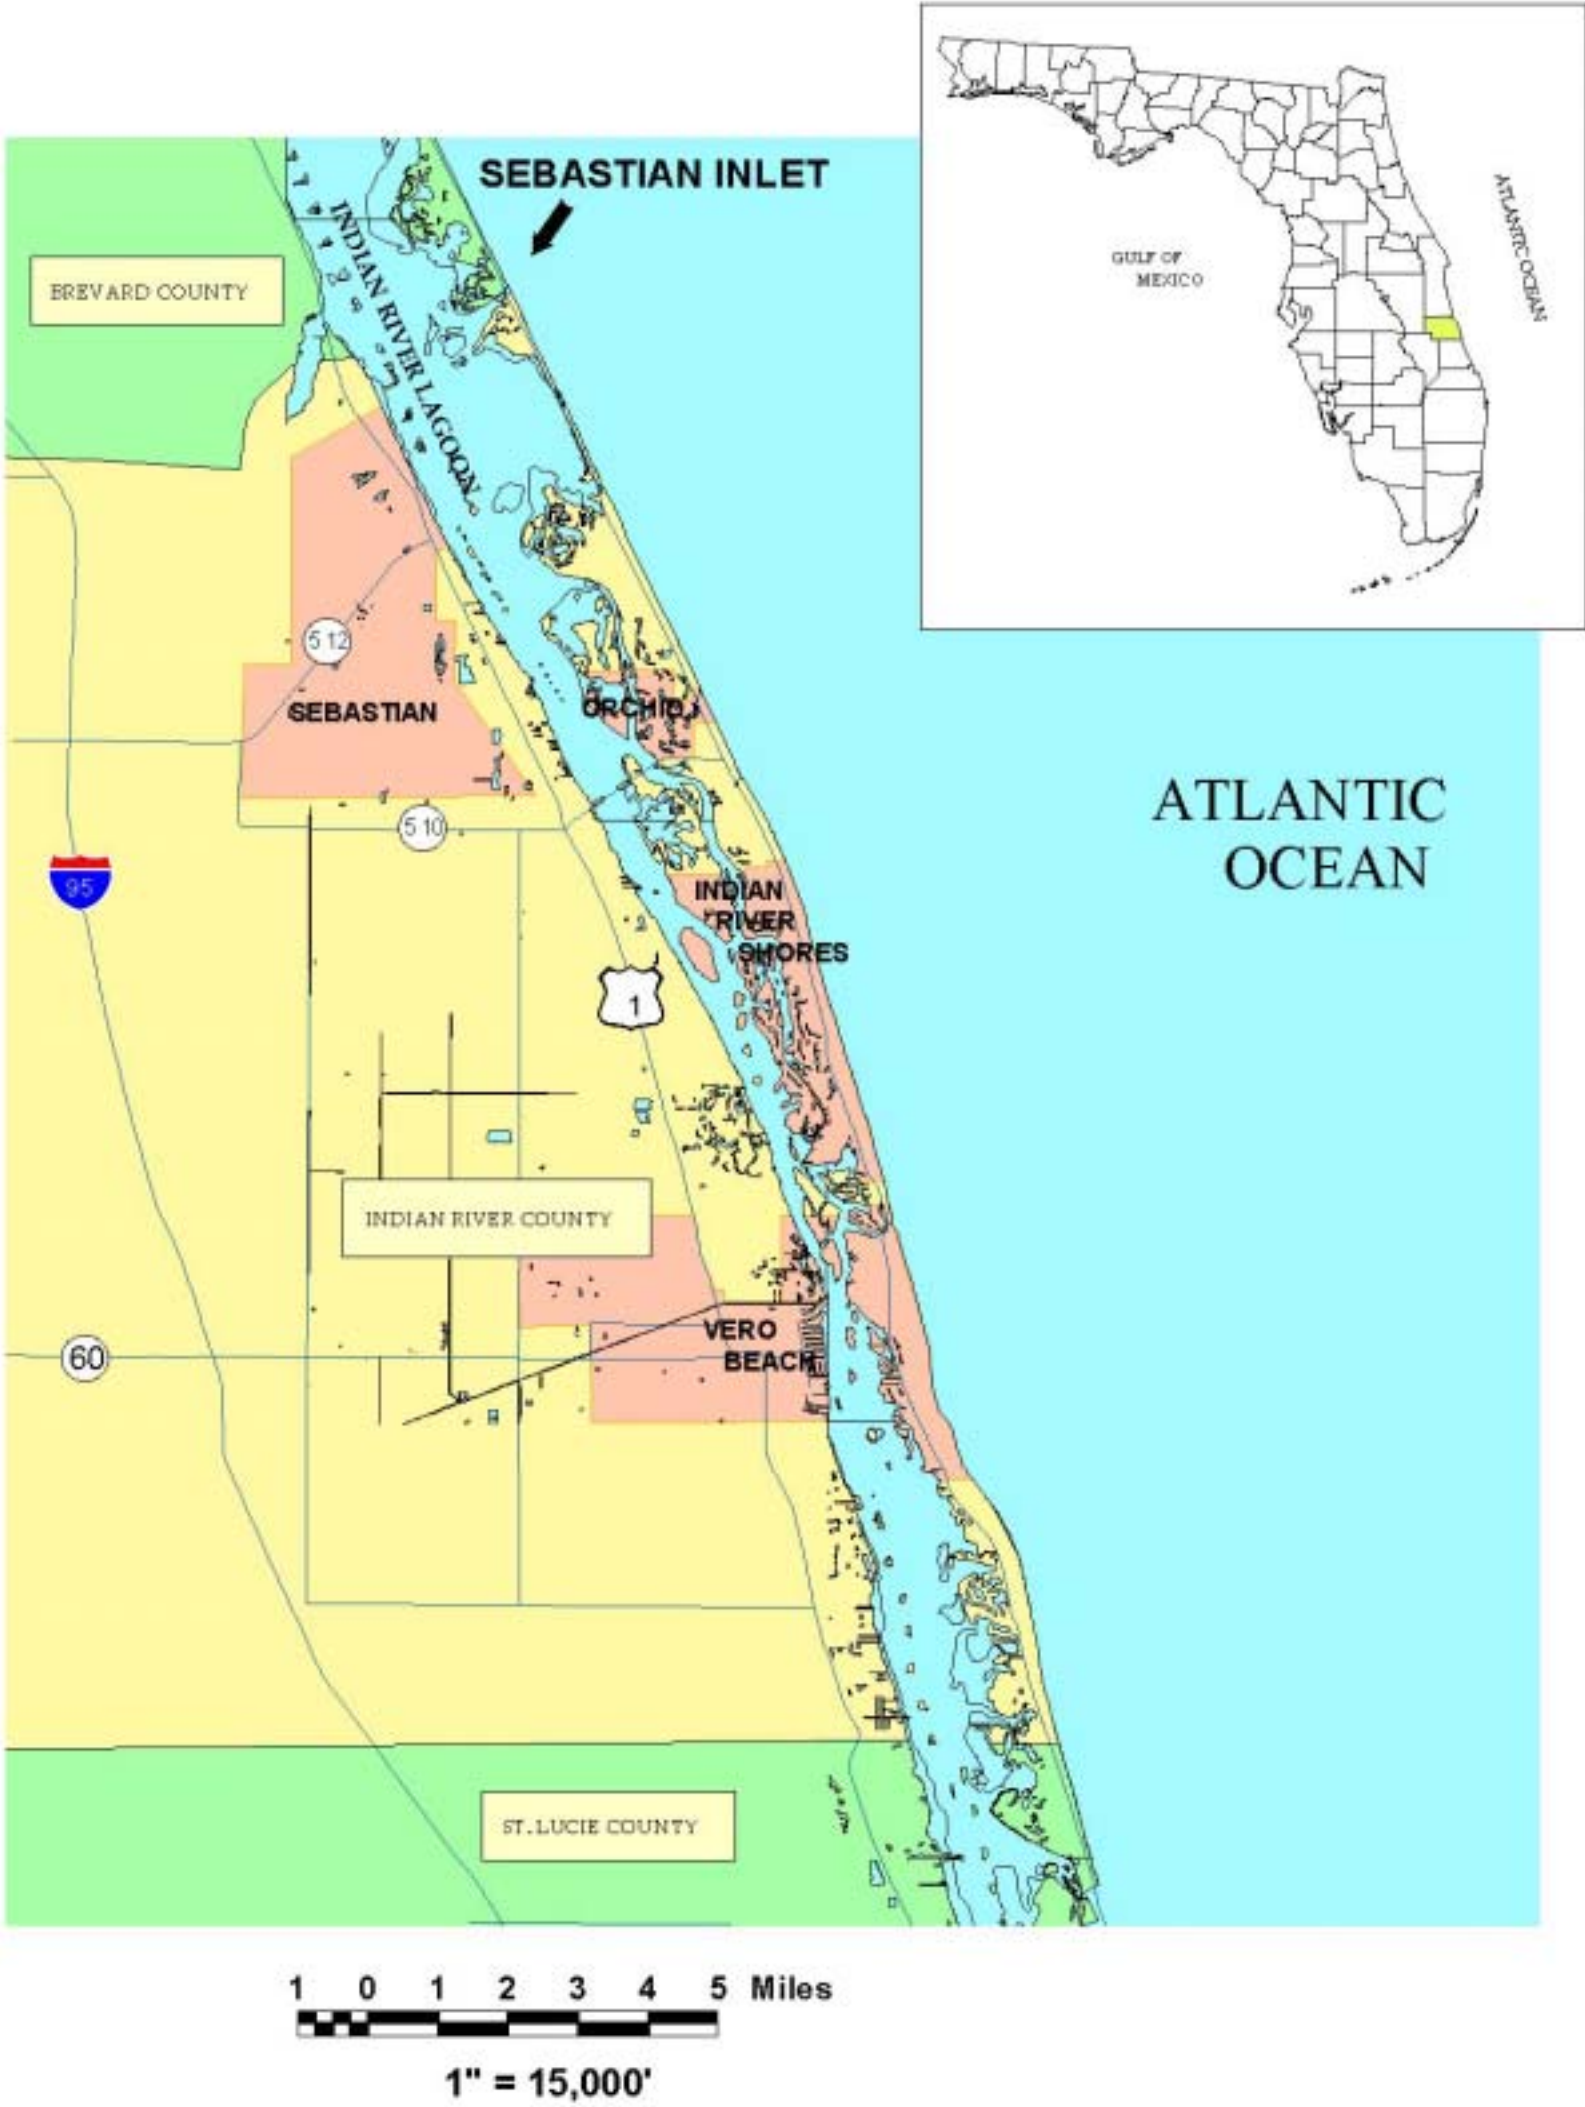 SEBASTIAN INLET
INDIAN RIVER LAGOON
BREVARD COUNTY
GULF OF
MEXICO
ATLANTIC OCEAN
512
SEBASTIAN
ORCHID
510
95
ATLANTIC
OCEAN
INDIAN
RIVER
SHORES
1
INDIAN RIVER COUNTY
60
VERO
BEACH
ST. LUCIE COUNTY
1 0 1 2 3 4 5 Miles
1" = 15,000'